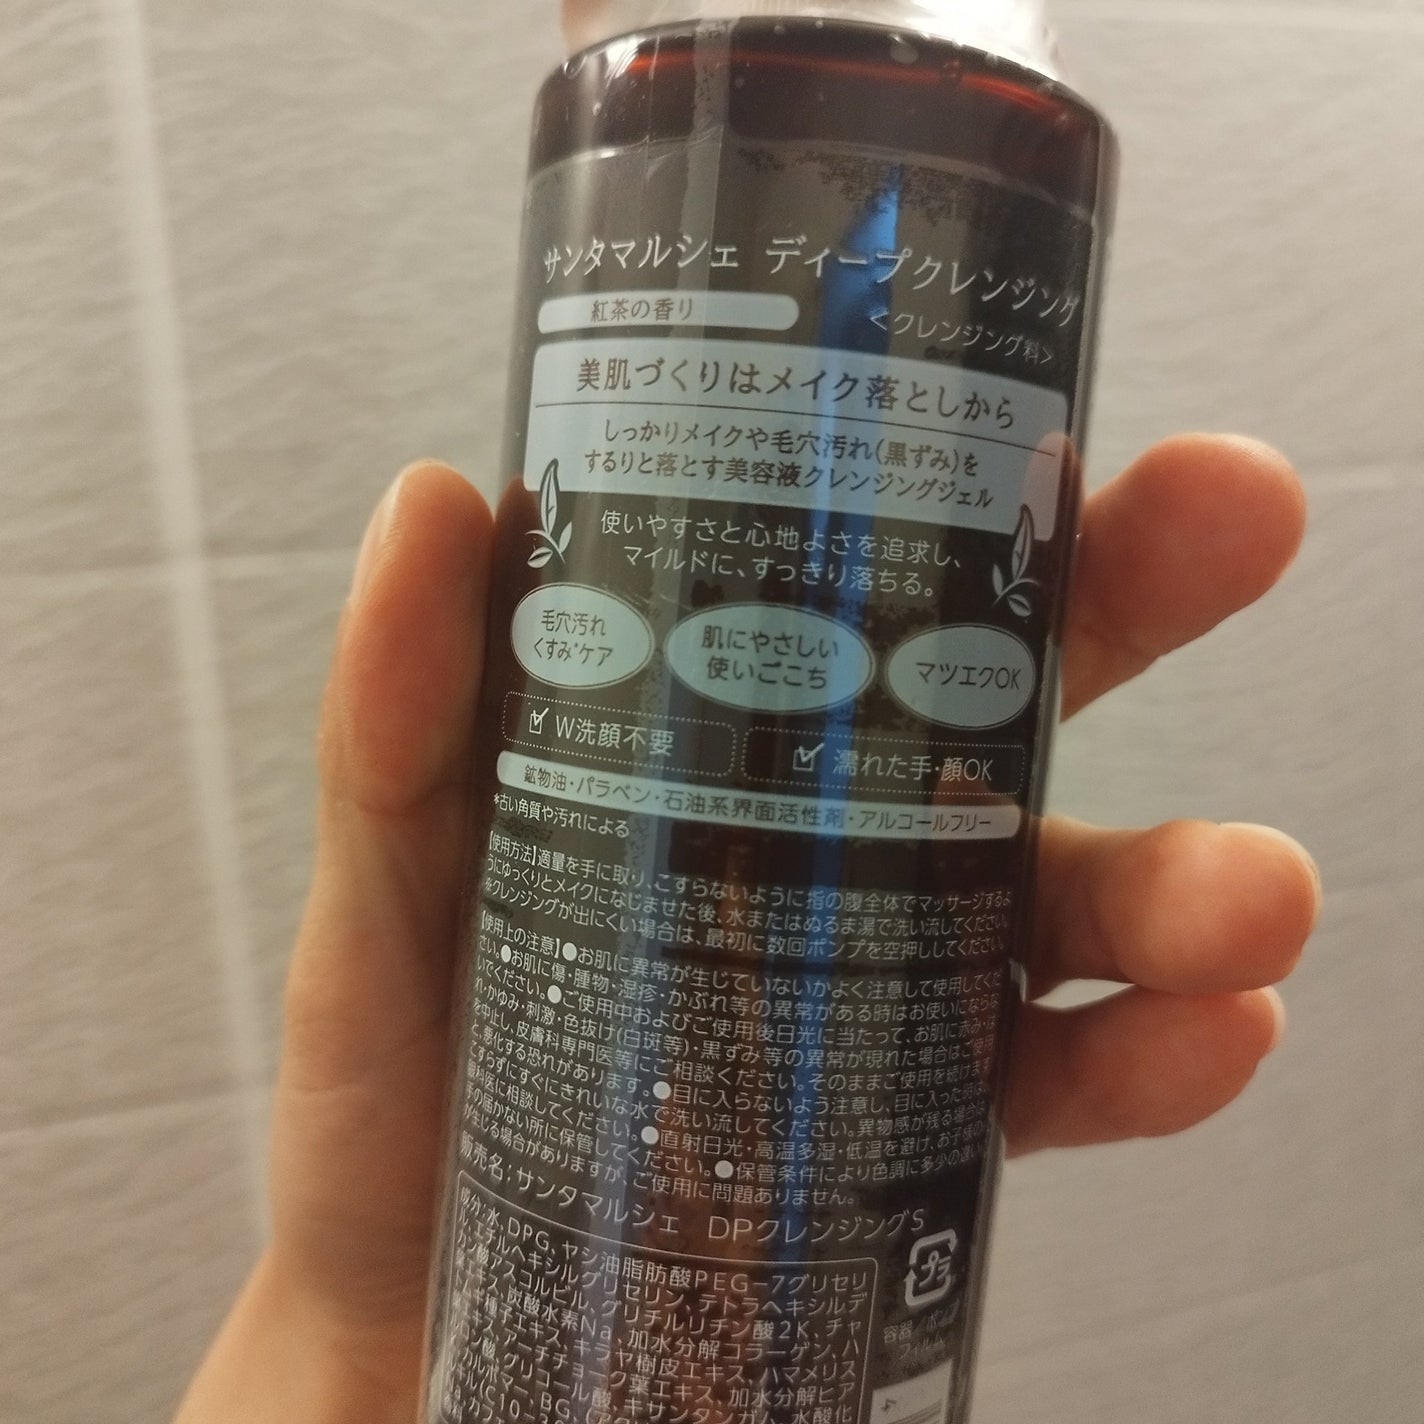 サンタマルシェ ディープクレンジング
紅茶の香り
<クレンジング料>
美肌づくりはメイク落としから
しっかりメイクや毛穴汚れ(黒ずみ)を
するりと落とす美容液クレンジングジェル
使いやすさと心地よさを追求し、
マイルドに、すっきり落ちる。
毛穴汚れ
くすみ*ケア
肌にやさしい
使いごこち
マツエクOK
W洗顔不要
濡れた手・顔OK
鉱物油・パラベン・石油系界面活性剤・アルコールフリー
*古い角質や汚れによる
【使用方法】適量を手に取り、こすらないように指の腹全体でマッサージするよ
うにゆっくりとメイクになじませた後、水またはぬるま湯で洗い流してください。
※クレンジングが出にくい場合は、最初に数回ポンプを空押ししてください。
【使用上の注意】●お肌に異常が生じていないかよく注意して使用してくだ
さい。●お肌に傷・腫物・湿疹・かぶれ等の異常がある時はお使いにならな
いでください。●ご使用中およびご使用後日光に当たって、お肌に赤み・は
れ・かゆみ・刺激・色抜け(白斑等)・黒ずみ等の異常が現れた場合はご使用
を中止し、皮膚科専門医等にご相談ください。そのままご使用を続けます
と、悪化する恐れがあります。●目に入らないよう注意し、目に入った時は、
こすらずにすぐにきれいな水で洗い流してください。異物感が残る場合は、
眼科医に相談してください。●直射日光・高温多湿・低温を避け、お子様の
手の届かない所に保管してください。●保管条件により色調に多少の違い
が生じる場合がありますが、ご使用に問題ありません。
販売名:サンタマルシェ DPクレンジングS
成分:水、DPG、ヤシ油脂肪酸PEG-7グリセリ
ル、エチルヘキシルグリセリン、テトラヘキシルデ
カン酸アスコルビル、グリチルリチン酸2K、チャ
葉エキス、炭酸水素Na、加水分解コラーゲン、ハ
トムギ種子エキス、キラヤ樹皮エキス、ハマメリス
葉エキス、アーチチョーク葉エキス、加水分解ヒア
ルロン酸、グリコール酸、キサンタンガム、水酸化
カルボマー、BG、
プラ
容器/ポンプ
フィルム